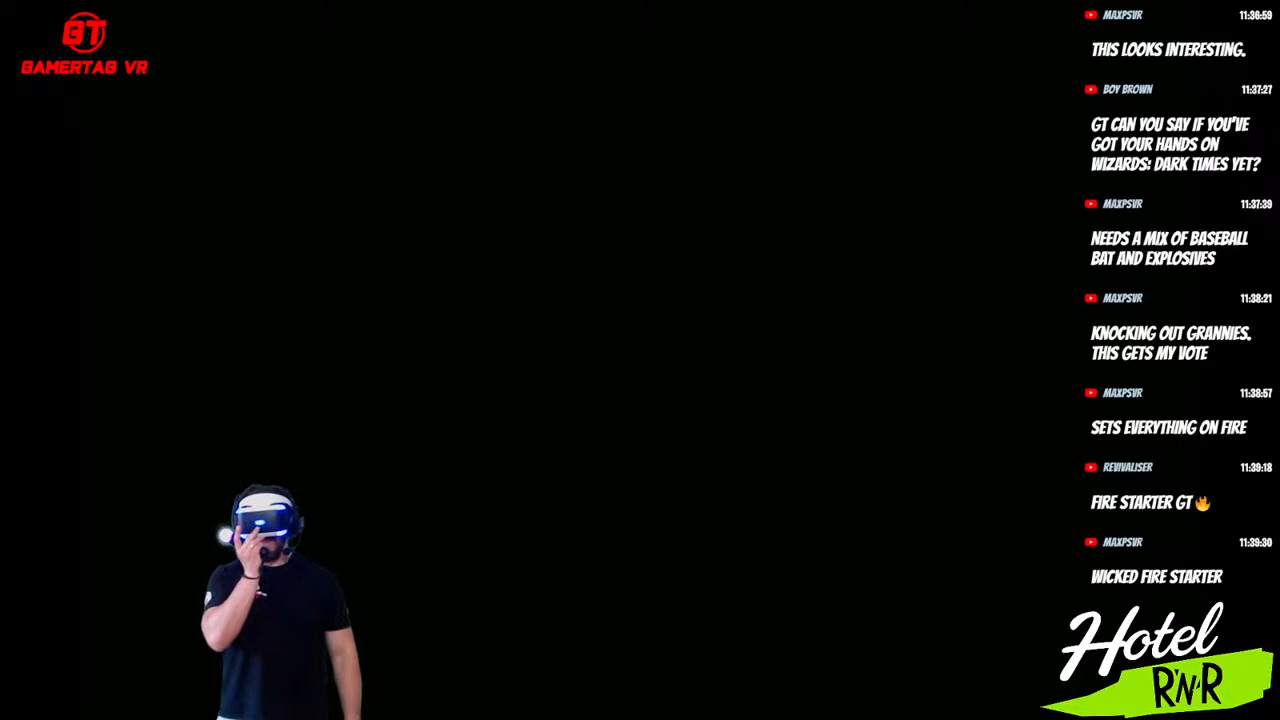 GT
GAMERTAG VR
MAXPSVR 11:36:59
THIS LOOKS INTERESTING.
BOY BROWN 11:37:27
GT CAN YOU SAY IF YOU'VE
GOT YOUR HANDS ON
WIZARDS: DARK TIMES YET?
MAXPSVR 11:37:39
NEEDS A MIX OF BASEBALL
BAT AND EXPLOSIVES
MAXPSVR 11:38:21
KNOCKING OUT GRANNIES.
THIS GETS MY VOTE
MAXPSVR 11:38:57
SETS EVERYTHING ON FIRE
REVIVALISER 11:39:18
FIRE STARTER GT🔥
MAXPSVR 11:39:30
WICKED FIRE STARTER
Hotel
R'N'R